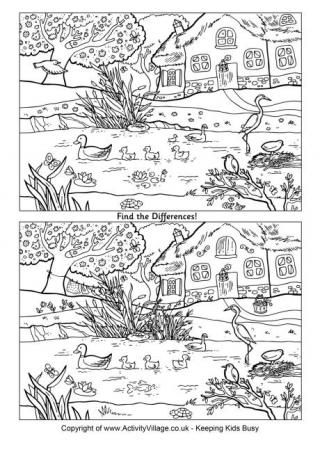 Find the Differences!
Copyright of www.ActivityVillage.co.uk - Keeping Kids Busy